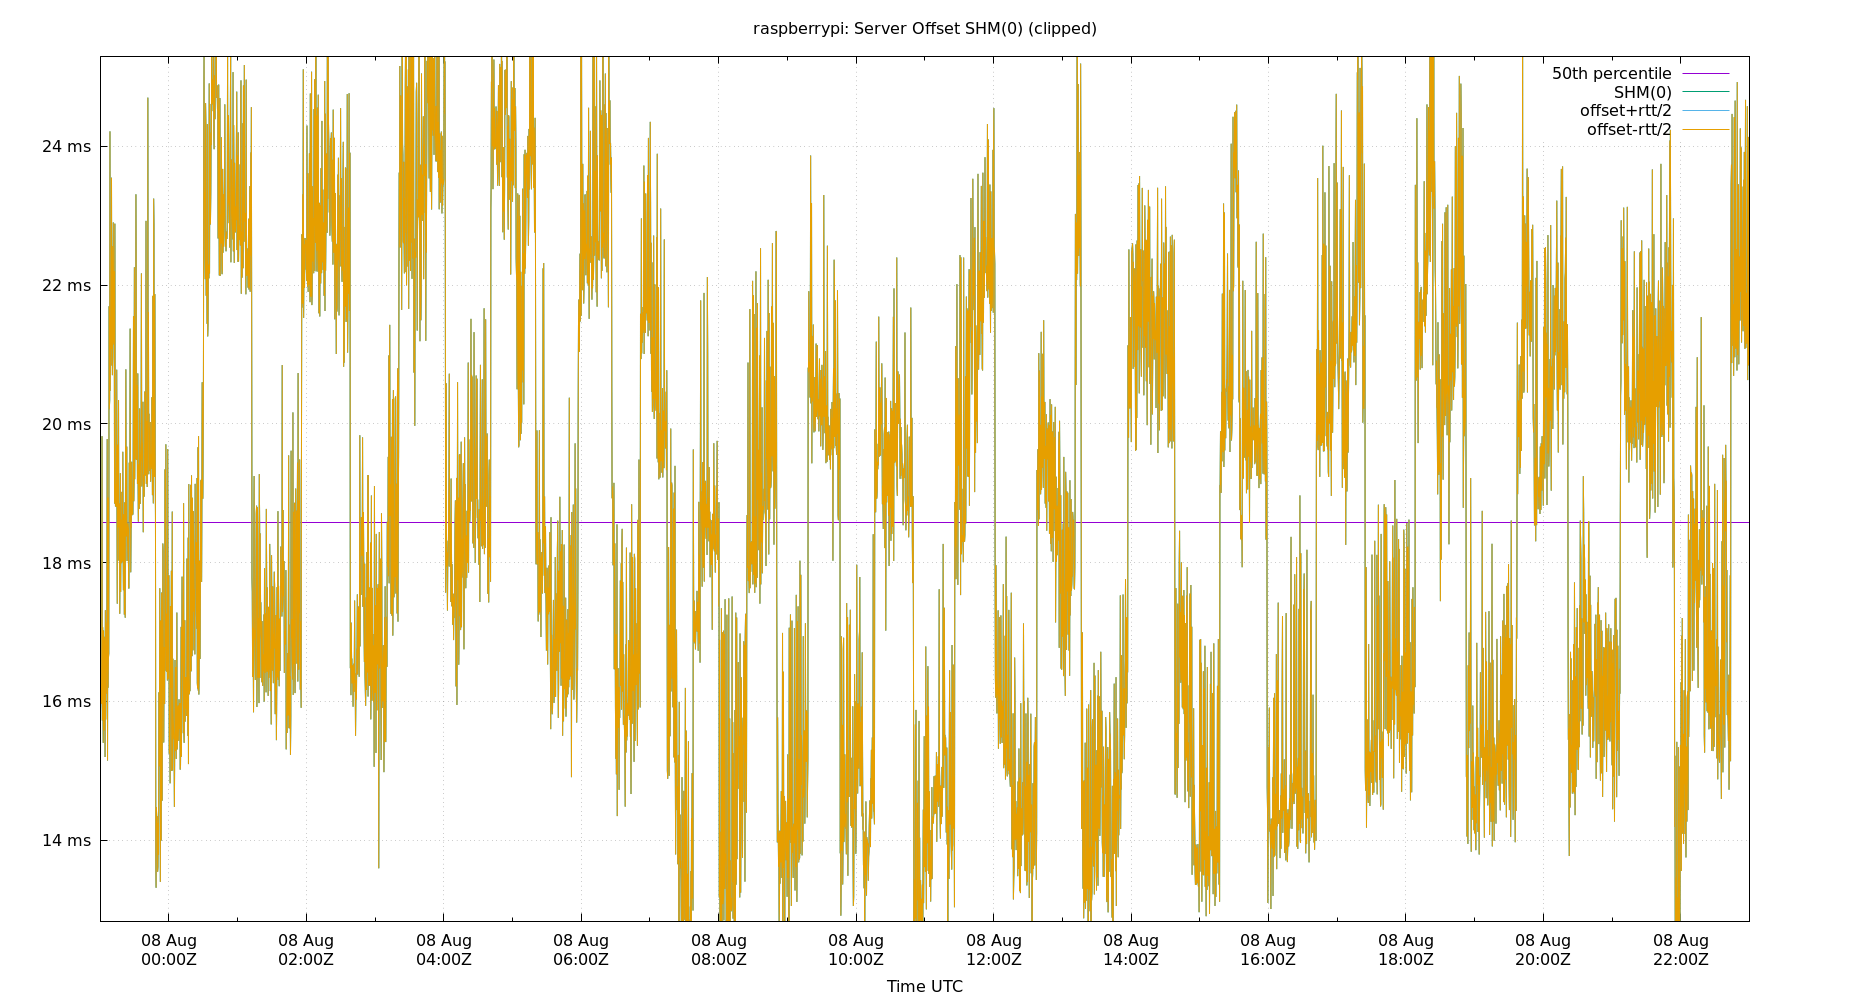 raspberrypi: Server Offset SHM(0) (clipped)
50th percentile
SHM(0)
offset+rtt/2
offset-rtt/2
24 ms
22 ms
20 ms
18 ms
16 ms
14 ms
08 Aug 08 Aug 08 Aug 08 Aug 08 Aug 08 Aug 08 Aug 08 Aug 08 Aug 08 Aug 08 Aug 08 Aug
00:00Z 02:00Z 04:00Z 06:00Z 08:00Z 10:00Z 12:00Z 14:00Z 16:00Z 18:00Z 20:00Z 22:00Z
Time UTC